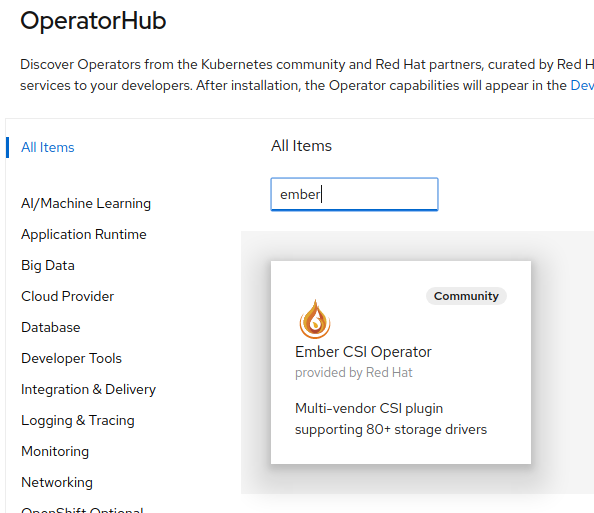 OperatorHub
Discover Operators from the Kubernetes community and Red Hat partners, curated by Red H
services to your developers. After installation, the Operator capabilities will appear in the Dev
All Items
AI/Machine Learning
Application Runtime
Big Data
Cloud Provider
Database
Developer Tools
Integration & Delivery
Logging & Tracing
Monitoring
Networking
OpenShift Optional
All Items
ember
Community
Ember CSI Operator
provided by Red Hat
Multi-vendor CSI plugin
supporting 80+ storage drivers